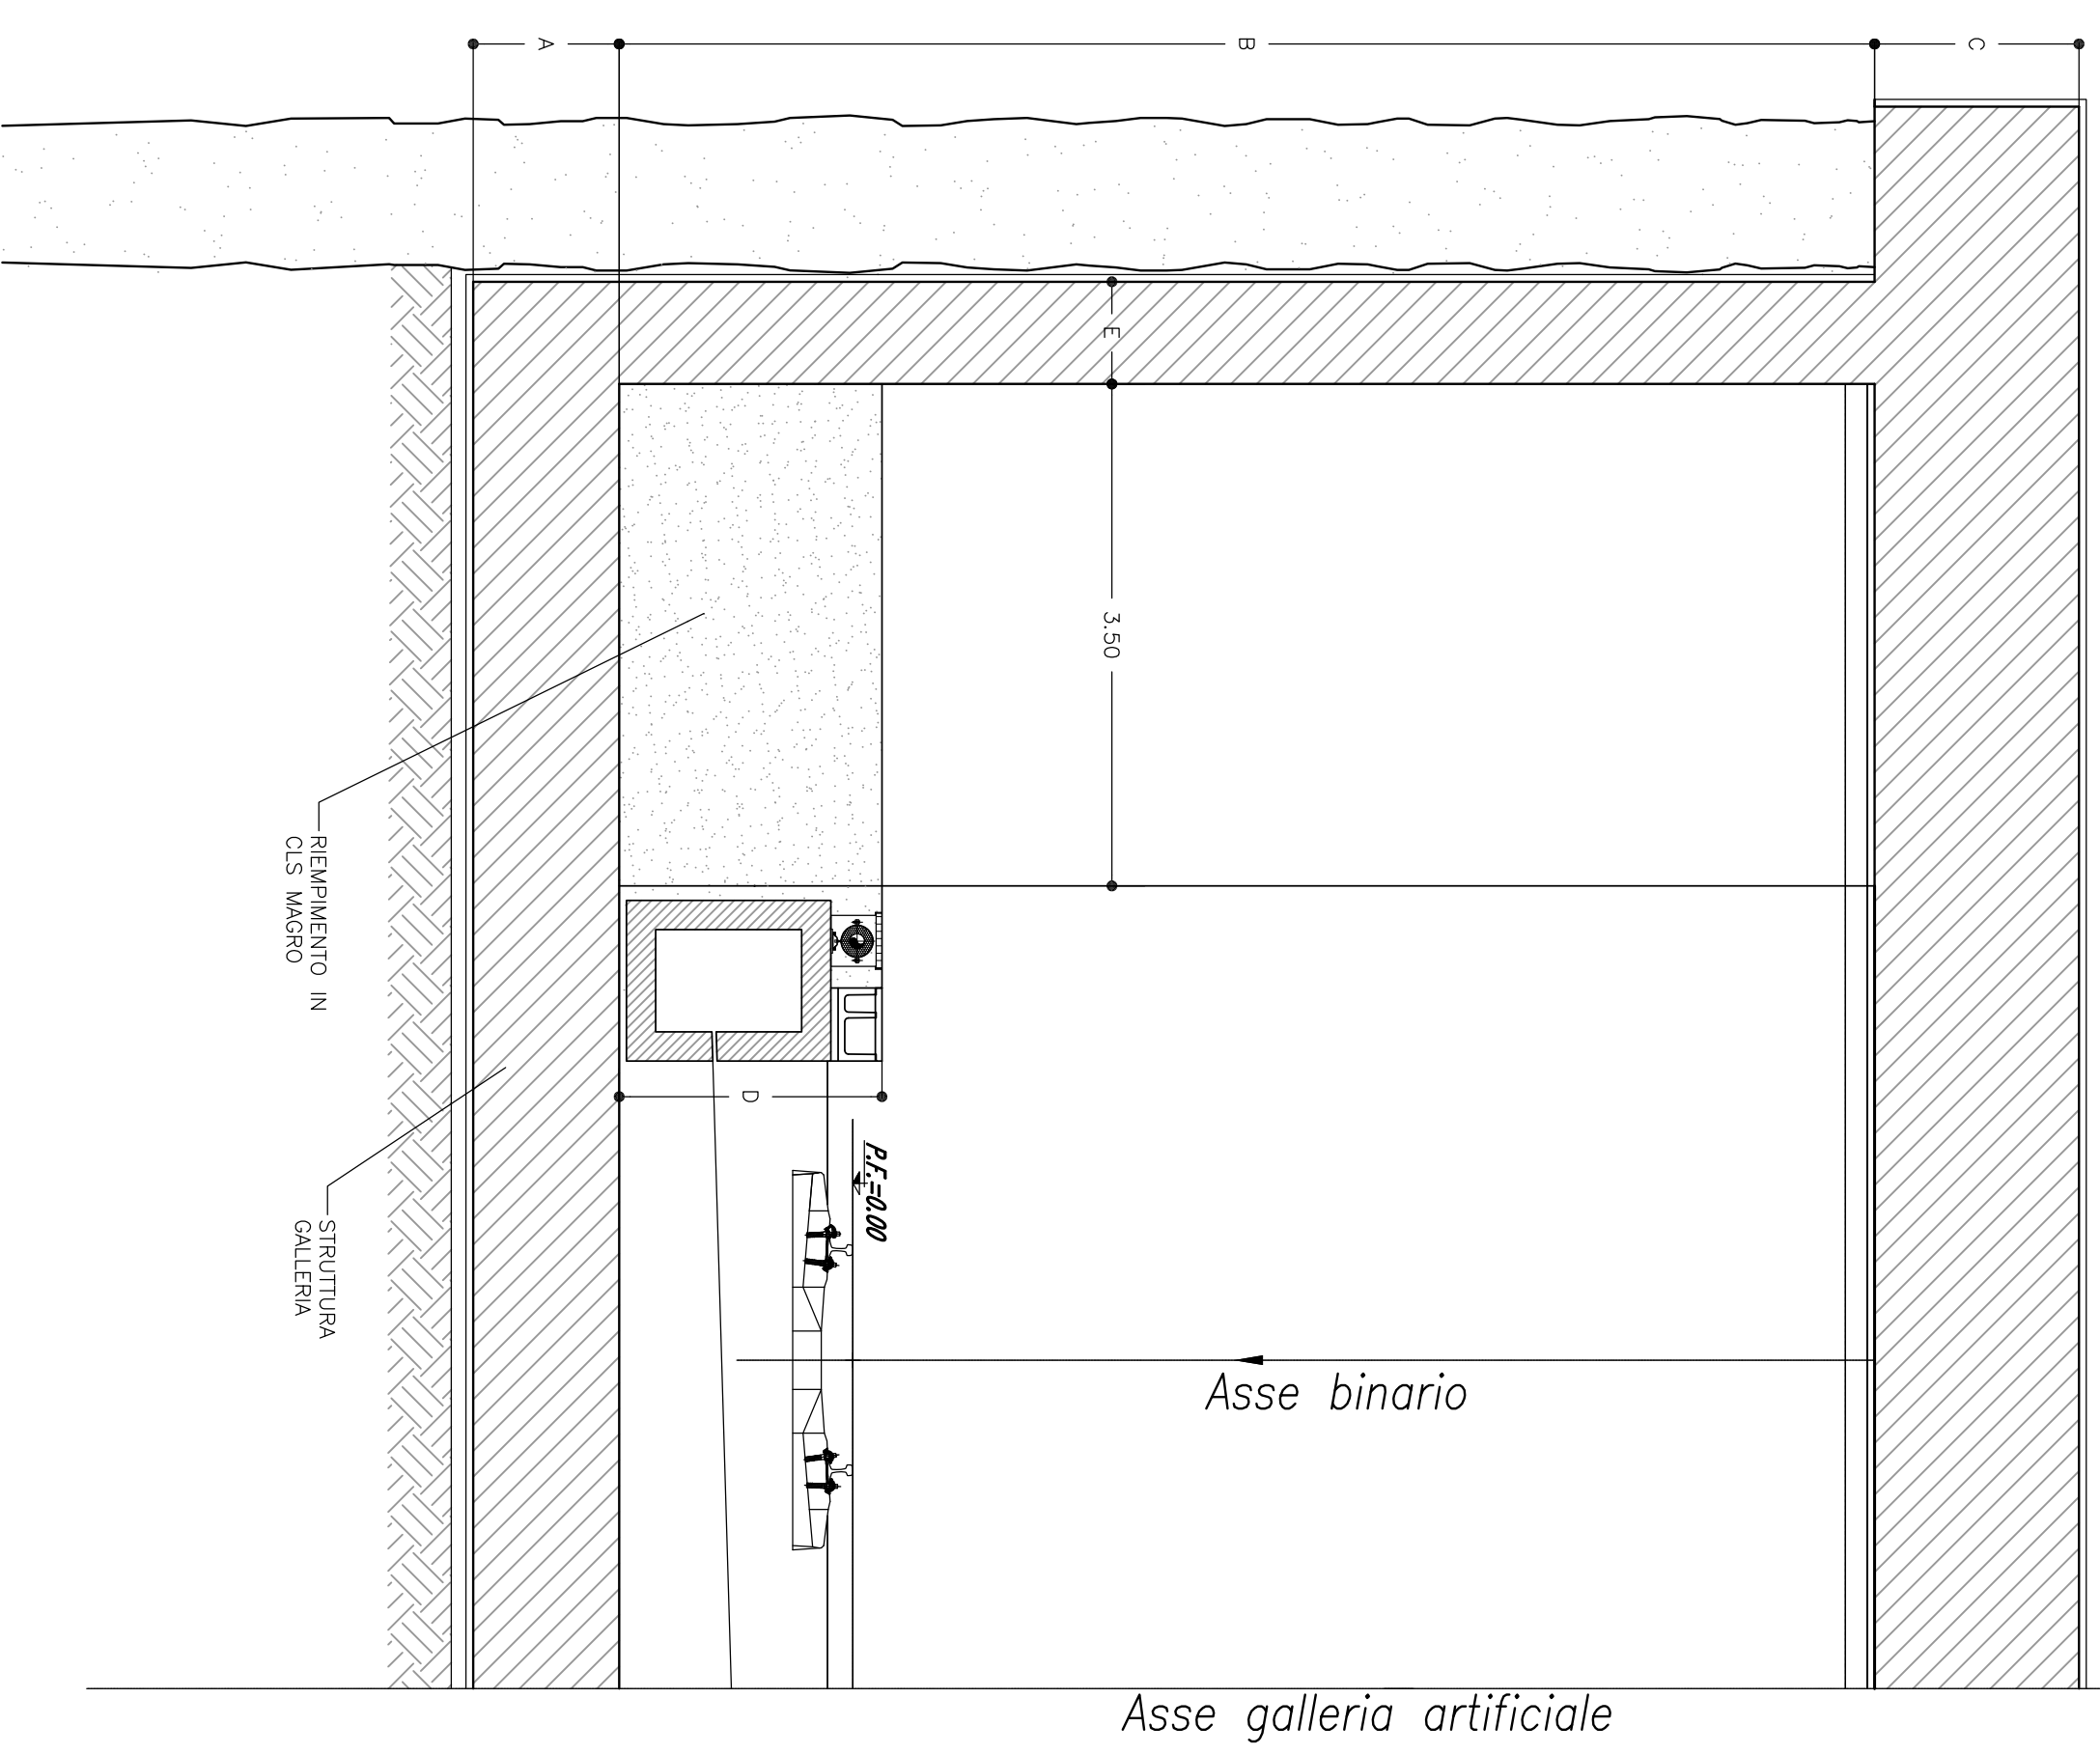 A
B
C
E
3.50
D
P.F.=0.00
RIEMPIMENTO IN
CLS MAGRO
STRUTTURA
GALLERIA
Asse binario
Asse galleria artificiale